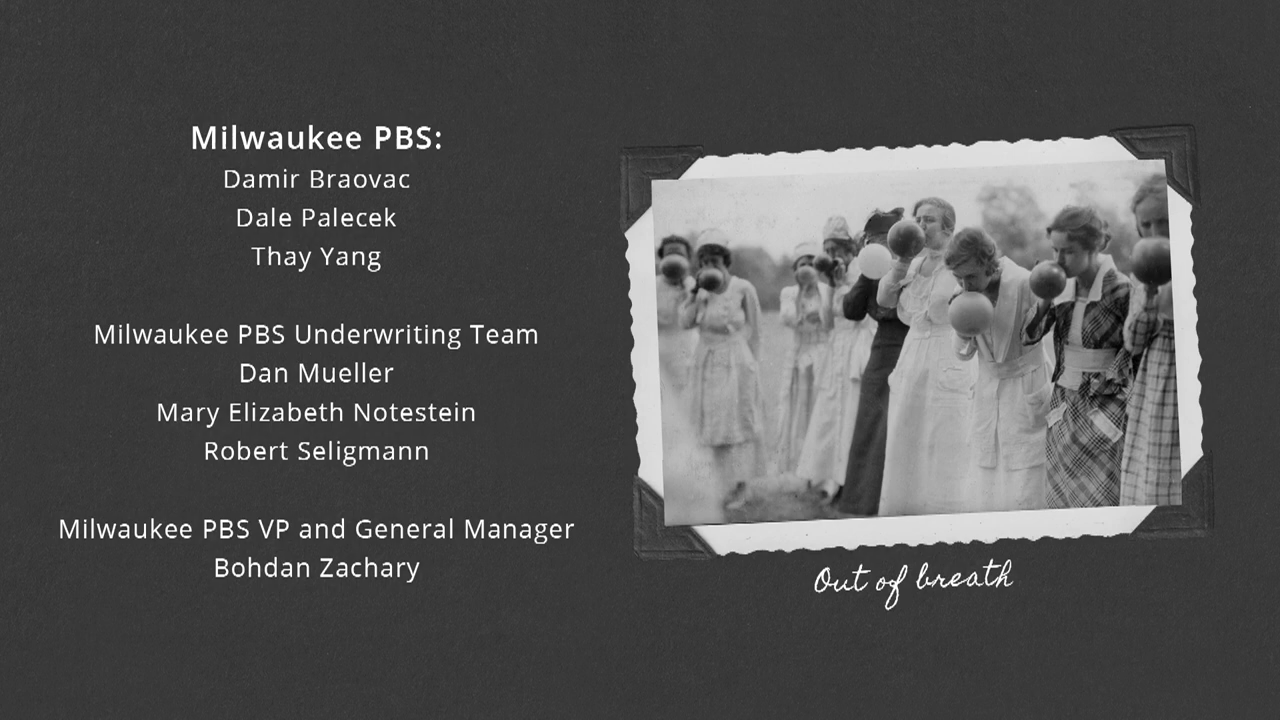 Milwaukee PBS:
Damir Braovac
Dale Palecek
Thay Yang
Milwaukee PBS Underwriting Team
Dan Mueller
Mary Elizabeth Notestein
Robert Seligmann
Milwaukee PBS VP and General Manager
Bohdan Zachary
Out of breath